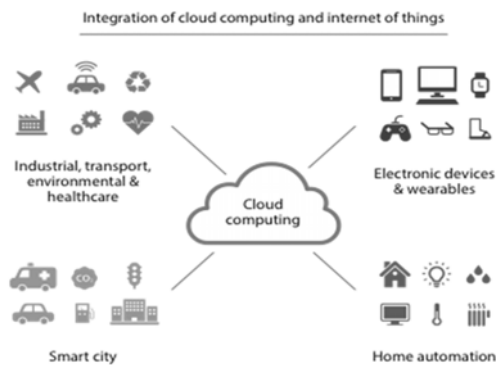 Integration of cloud computing and internet of things
Industrial, transport,
environmental &
healthcare
Electronic devices
& wearables
Cloud
computing
CO₂
Smart city
Home automation